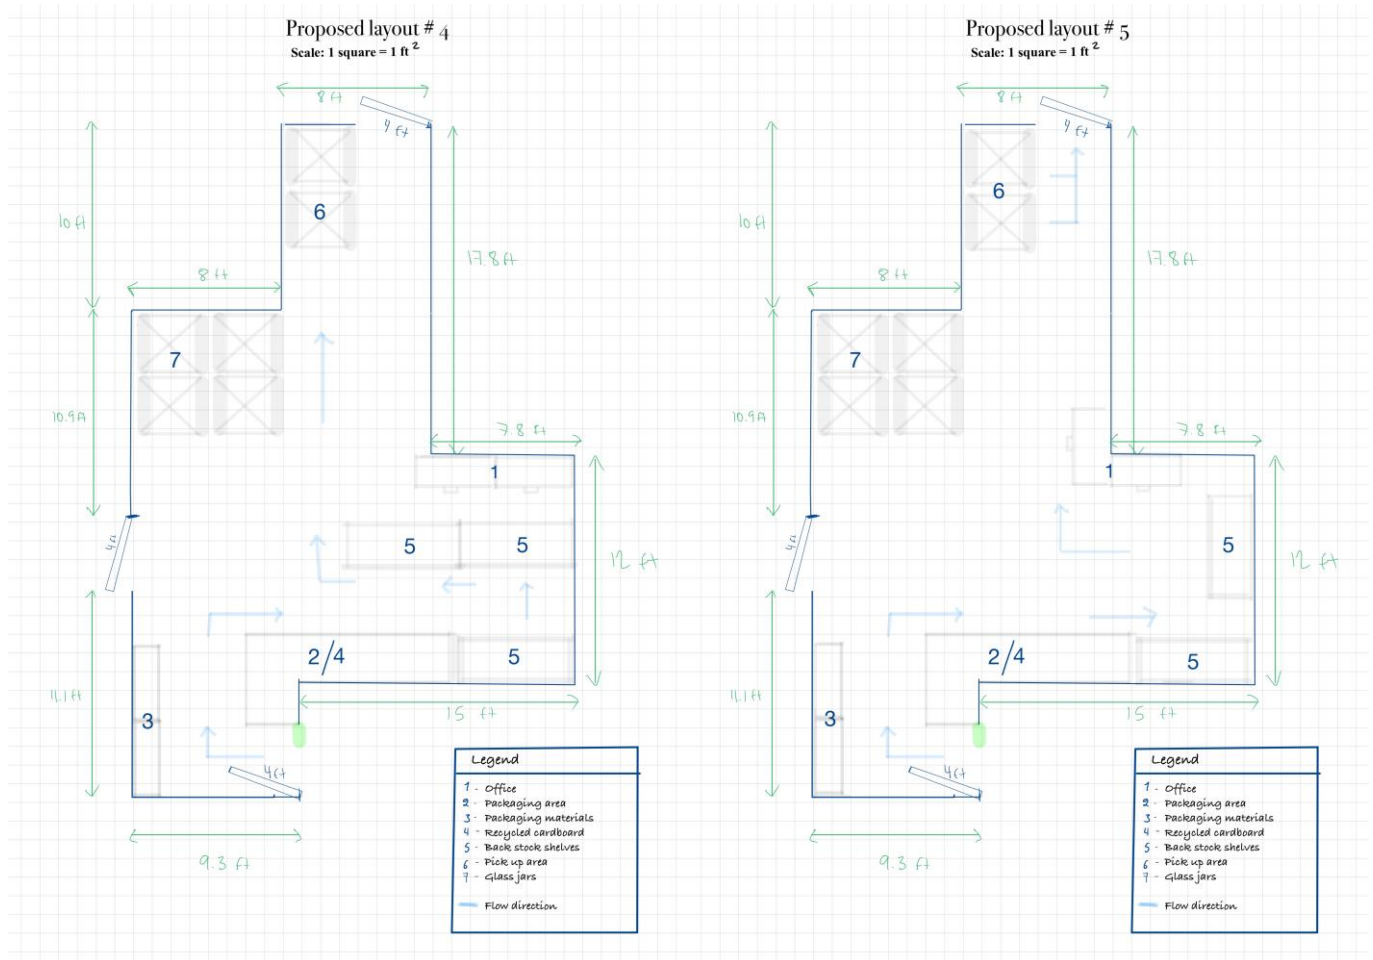 Proposed layout # 4
Scale: 1 square = 1 ft 2
8 ft
4 ft
10 ft
6
17.8 ft
8 ft
7
10.9 ft
7.8 ft
1
4 ft
5
5
12 ft
2/4
5
11.1 ft
3
15 ft
4 ft
9.3 ft
Legend
1 - Office
2 - Packaging area
3 - Packaging materials
4 - Recycled cardboard
5 - Back stock shelves
6 - Pick up area
7 - Glass jars
Flow direction
Proposed layout # 5
Scale: 1 square = 1 ft 2
8 ft
4 ft
10 ft
6
17.8 ft
8 ft
7
10.9 ft
7.8 ft
1
4 ft
5
12 ft
2/4
5
11.1 ft
3
15 ft
4 ft
9.3 ft
Legend
1 - Office
2 - Packaging area
3 - Packaging materials
4 - Recycled cardboard
5 - Back stock shelves
6 - Pick up area
7 - Glass jars
Flow direction